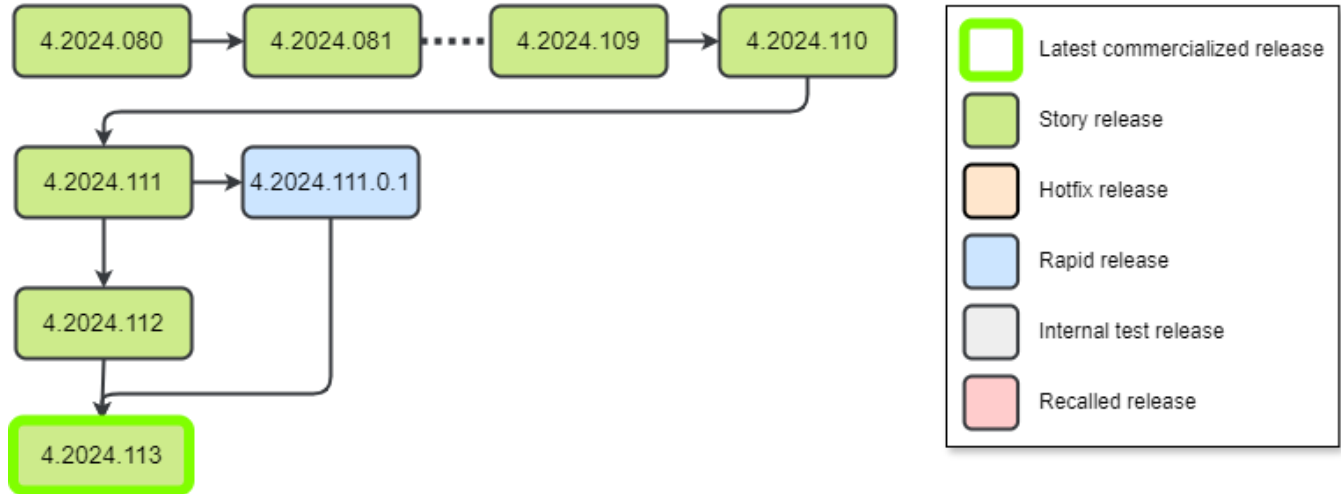 4.2024.080
4.2024.081
4.2024.109
4.2024.110
4.2024.111
4.2024.111.0.1
4.2024.112
4.2024.113
Latest commercialized release
Story release
Hotfix release
Rapid release
Internal test release
Recalled release